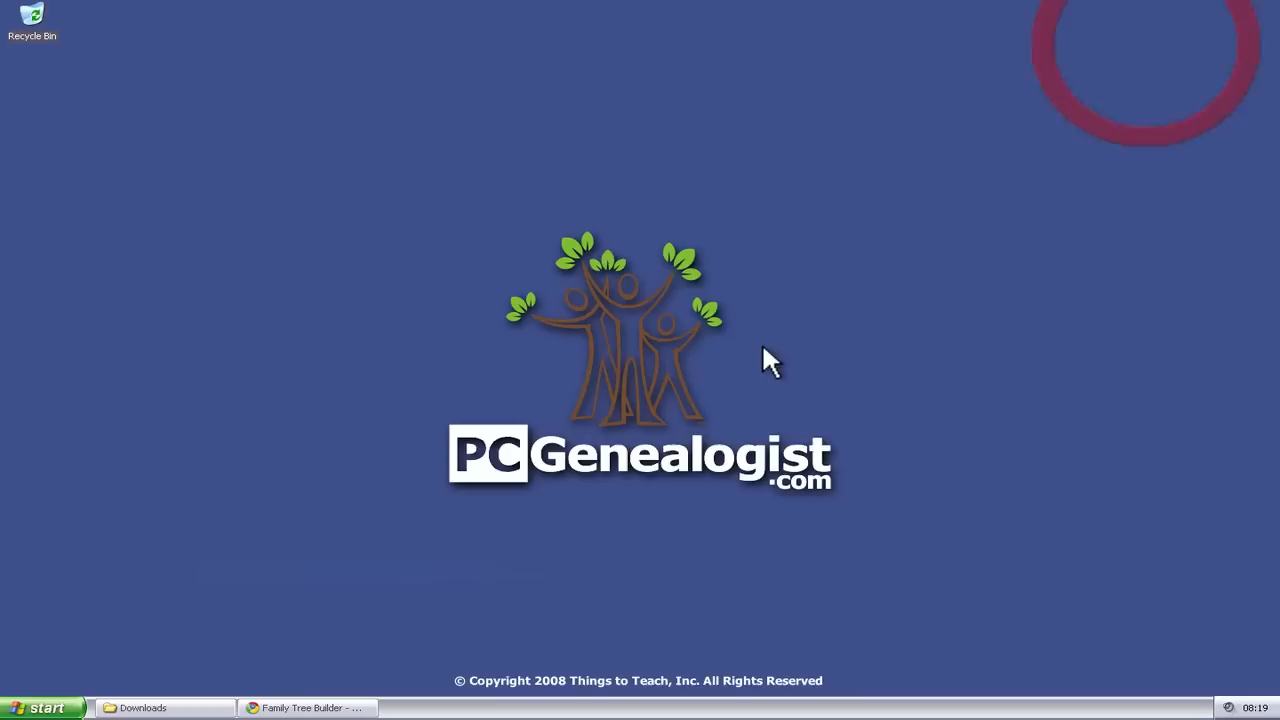 Recycle Bin
PCGenealogist
.com
© Copyright 2008 Things to Teach, Inc. All Rights Reserved
start
Downloads
Family Tree Builder - ...
08:19